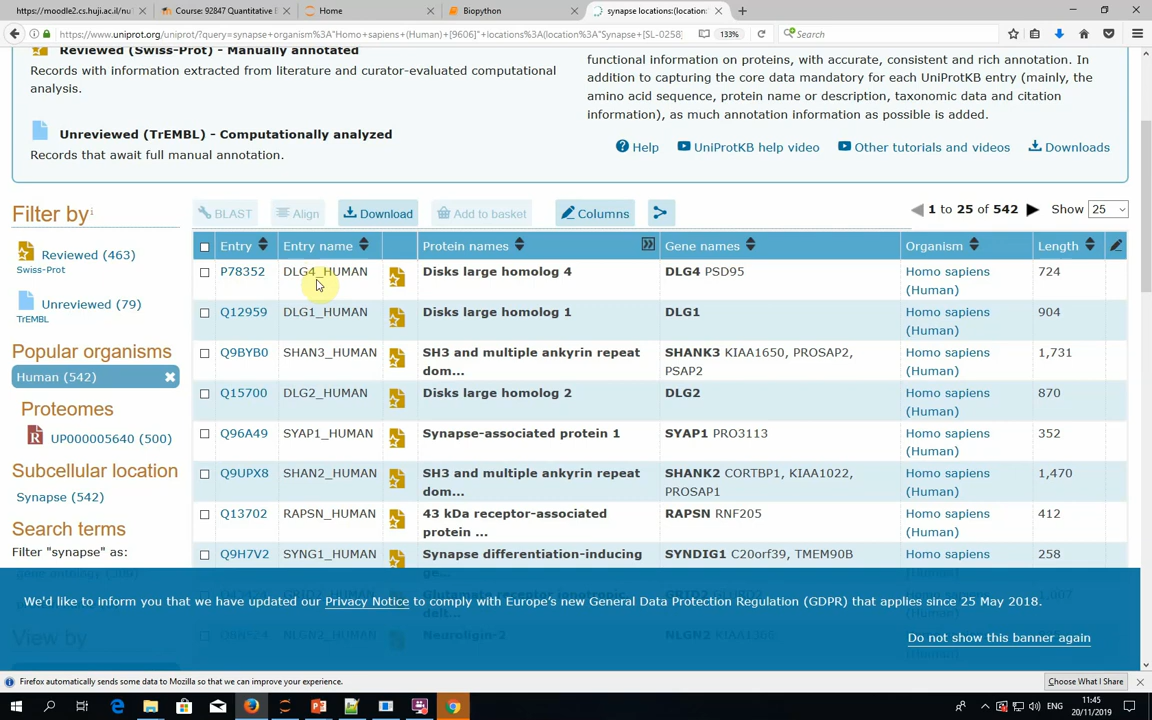 https://moodle2.cs.huji.ac.il/nu
Course: 92847 Quantitative E
Home
Biopython
synapse locations:(location:
https://www.uniprot.org/uniprot/?query=synapse organism%3A"Homo+sapiens (Human) [9606]" locations%3A(location%3A"Synapse [SL-0258]
133%
Search
Reviewed (Swiss-Prot) - Manually annotated
Records with information extracted from literature and curator-evaluated computational
analysis.
Unreviewed (TrEMBL) - Computationally analyzed
Records that await full manual annotation.
functional information on proteins, with accurate, consistent and rich annotation. In
addition to capturing the core data mandatory for each UniProtKB entry (mainly, the
amino acid sequence, protein name or description, taxonomic data and citation
information), as much annotation information as possible is added.
Help UniProtKB help video Other tutorials and videos Downloads
Filter by i
BLAST Align Download Add to basket Columns 1 to 25 of 542 Show 25
Reviewed (463)
Swiss-Prot
Unreviewed (79)
TrEMBL
Popular organisms
Human (542)
Proteomes
UP000005640 (500)
Subcellular location
Synapse (542)
Search terms
Filter "synapse" as:
View by
Entry Entry name Protein names Gene names Organism Length
P78352 DLG4_HUMAN Disks large homolog 4 DLG4 PSD95 Homo sapiens (Human) 724
Q12959 DLG1_HUMAN Disks large homolog 1 DLG1 Homo sapiens (Human) 904
Q9BYB0 SHAN3_HUMAN SH3 and multiple ankyrin repeat dom... SHANK3 KIAA1650, PROSAP2, PSAP2 Homo sapiens (Human) 1,731
Q15700 DLG2_HUMAN Disks large homolog 2 DLG2 Homo sapiens (Human) 870
Q96A49 SYAP1_HUMAN Synapse-associated protein 1 SYAP1 PRO3113 Homo sapiens (Human) 352
Q9UPX8 SHAN2_HUMAN SH3 and multiple ankyrin repeat dom... SHANK2 CORTBP1, KIAA1022, PROSAP1 Homo sapiens (Human) 1,470
Q13702 RAPSN_HUMAN 43 kDa receptor-associated protein ... RAPSN RNF205 Homo sapiens (Human) 412
Q9H7V2 SYNG1_HUMAN Synapse differentiation-inducing SYNDIG1 C20orf39, TMEM90B Homo sapiens 258
We'd like to inform you that we have updated our Privacy Notice to comply with Europe's new General Data Protection Regulation (GDPR) that applies since 25 May 2018.
NLGN2_HUMAN Neuroligin-2 NLGN2 KIAA1366
Do not show this banner again
Firefox automatically sends some data to Mozilla so that we can improve your experience.
Choose What I Share
ENG
11:45
20/11/2019